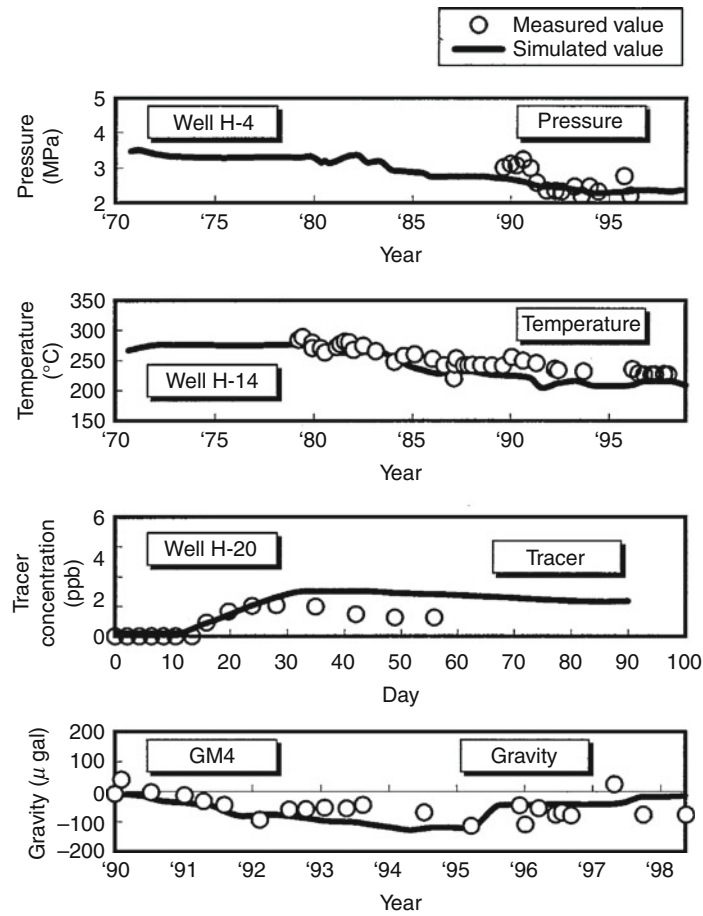 Measured value
Simulated value
5
4
3
2
Pressure
(MPa)
Well H-4
Pressure
‘70 ‘75 ‘80 ‘85 ‘90 ‘95
Year
350
300
250
200
150
Temperature
(°C)
Well H-14
Temperature
‘70 ‘75 ‘80 ‘85 ‘90 ‘95
Year
6
4
2
0
Tracer
concentration
(ppb)
Well H-20
Tracer
0 10 20 30 40 50 60 70 80 90 100
Day
200
100
0
−100
−200
Gravity (μ gal)
GM4
Gravity
‘90 ‘91 ‘92 ‘93 ‘94 ‘95 ‘96 ‘97 ‘98
Year